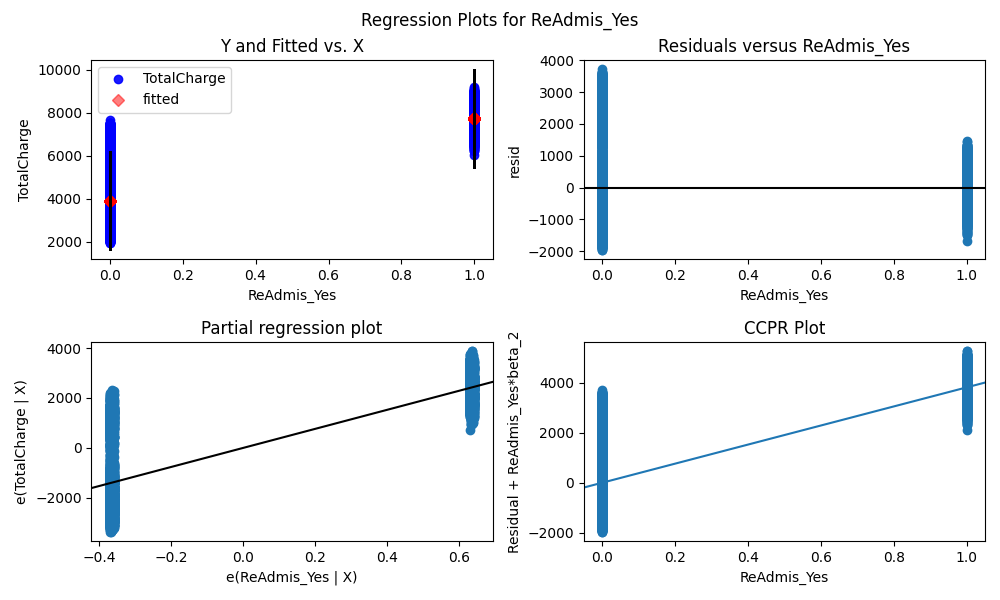 Regression Plots for ReAdmis_Yes
Y and Fitted vs. X
TotalCharge
10000
8000
6000
4000
2000
TotalCharge
fitted
0.0 0.2 0.4 0.6 0.8 1.0
ReAdmis_Yes
Residuals versus ReAdmis_Yes
resid
4000
3000
2000
1000
0
−1000
−2000
0.0 0.2 0.4 0.6 0.8 1.0
ReAdmis_Yes
Partial regression plot
e(TotalCharge | X)
4000
2000
0
−2000
−0.4 −0.2 0.0 0.2 0.4 0.6
e(ReAdmis_Yes | X)
CCPR Plot
Residual + ReAdmis_Yes*beta_2
4000
2000
0
−2000
0.0 0.2 0.4 0.6 0.8 1.0
ReAdmis_Yes